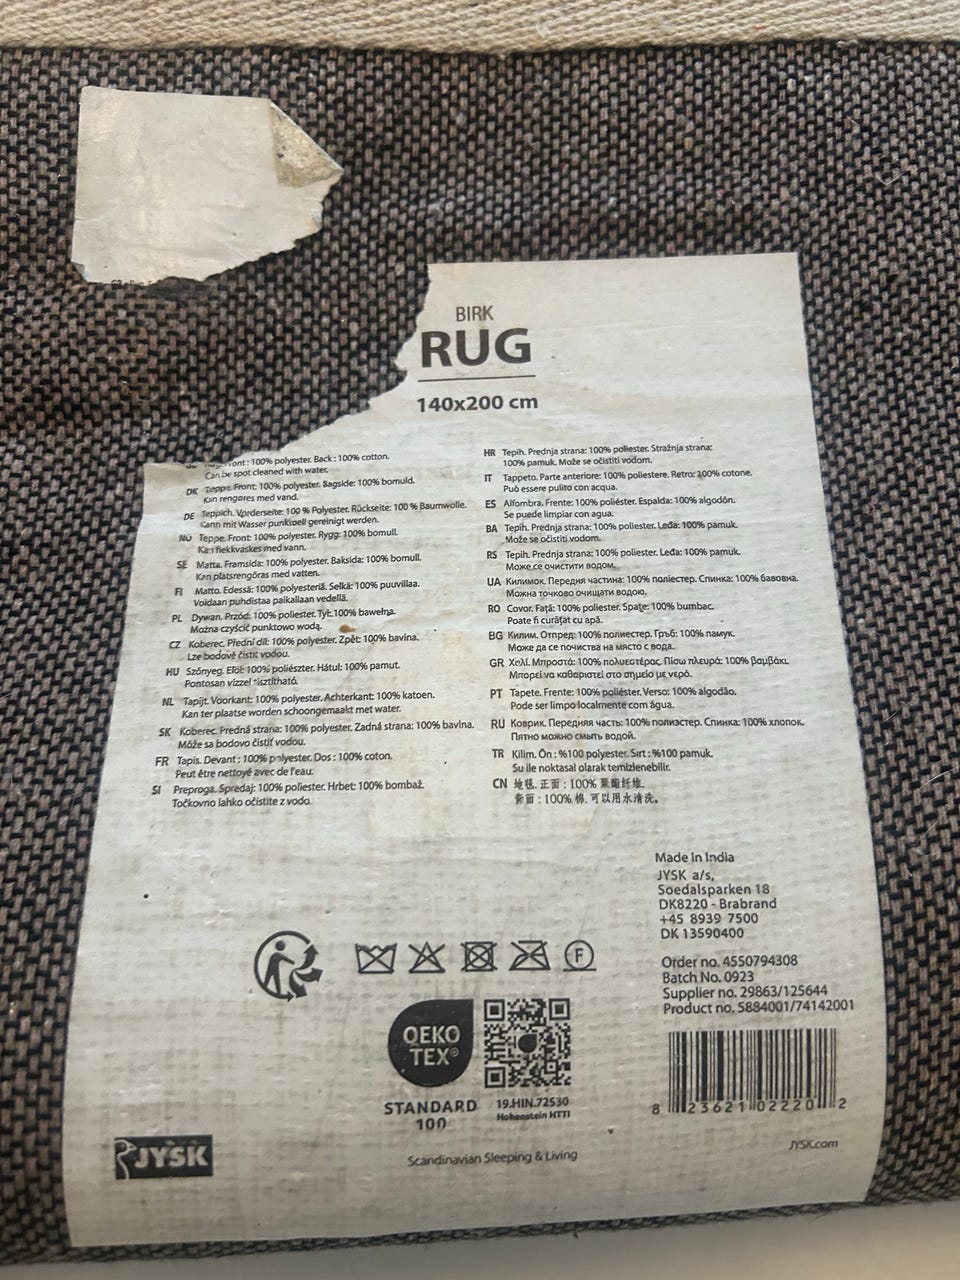 BIRK
RUG
140x200 cm
Front: 100% polyester. Back: 100% cotton.
Can be spot cleaned with water.
DK Tæppe. Front: 100% polyester. Bagside: 100% bomuld.
Kan rengøres med vand.
DE Teppich. Vorderseite: 100 % Polyester. Rückseite: 100 % Baumwolle.
Kann mit Wasser punktuell gereinigt werden.
NO Teppe. Front: 100% polyester. Rygg: 100% bomull.
Kan flekkvaskes med vann.
SE Matta. Framsida: 100% polyester. Baksida: 100% bomull.
Kan platsrengöras med vatten.
FI Matto. Edessä: 100% polyesteriä. Selkä: 100% puuvillaa.
Voidaan puhdistaa paikallaan vedellä.
PL Dywan. Przód: 100% poliester. Tył: 100% bawełna.
Można czyścić punktowo wodą.
CZ Koberec. Přední díl: 100% polyester. Zpět: 100% bavlna.
Lze bodově čistit vodou.
HU Szőnyeg. Elöl: 100% poliészter. Hátul: 100% pamut.
Pontosan vízzel tisztítható.
NL Tapijt. Voorkant: 100% polyester. Achterkant: 100% katoen.
Kan ter plaatse worden schoongemaakt met water.
SK Koberec. Predná strana: 100% polyester. Zadná strana: 100% bavlna.
Môže sa bodovo čistiť vodou.
FR Tapis. Devant: 100% polyester. Dos: 100% coton.
Peut être nettoyé avec de l'eau.
SI Preproga. Spredaj: 100% poliester. Hrbet: 100% bombaž.
Točkovno lahko očistite z vodo.
HR Tepih. Prednja strana: 100% poliester. Stražnja strana:
100% pamuk. Može se očistiti vodom.
IT Tappeto. Parte anteriore: 100% poliestere. Retro: 100% cotone.
Può essere pulito con acqua.
ES Alfombra. Frente: 100% poliéster. Espalda: 100% algodón.
Se puede limpiar con agua.
BA Tepih. Prednja strana: 100% poliester. Leđa: 100% pamuk.
Može se očistiti vodom.
RS Tepih. Prednja strana: 100% poliester. Leđa: 100% pamuk.
Може се очистити водом.
UA Килимок. Передня частина: 100% поліестер. Спинка: 100% бавовна.
Можна точково очищати водою.
RO Covor. Față: 100% poliester. Spate: 100% bumbac.
Poate fi curățat cu apă.
BG Килим. Отпред: 100% полиестер. Гръб: 100% памук.
Може да се почиства на място с вода.
GR Χαλί. Μπροστά: 100% πολυεστέρας. Πίσω πλευρά: 100% βαμβάκι.
Μπορεί να καθαριστεί στο σημείο με νερό.
PT Tapete. Frente: 100% poliéster. Verso: 100% algodão.
Pode ser limpo localmente com água.
RU Коврик. Передняя часть: 100% полиэстер. Спинка: 100% хлопок.
Пятно можно смыть водой.
TR Kilim. Ön : %100 polyester. Sırt : %100 pamuk.
Su ile noktasal olarak temizlenebilir.
CN 地毯. 正面 : 100% 聚酯纤维.
背面 : 100% 棉. 可以用水清洗。
Made in India
JYSK a/s,
Soedalsparken 18
DK8220 - Brabrand
+45 8939 7500
DK 13590400
Order no. 4550794308
Batch No. 0923
Supplier no. 29863/125644
Product no. 5884001/74142001
F
OEKO
TEX®
STANDARD
100
19.HIN.72530
Hohenstein HTTI
8 23621 02220 2
JYSK
Scandinavian Sleeping & Living
JYSK.com